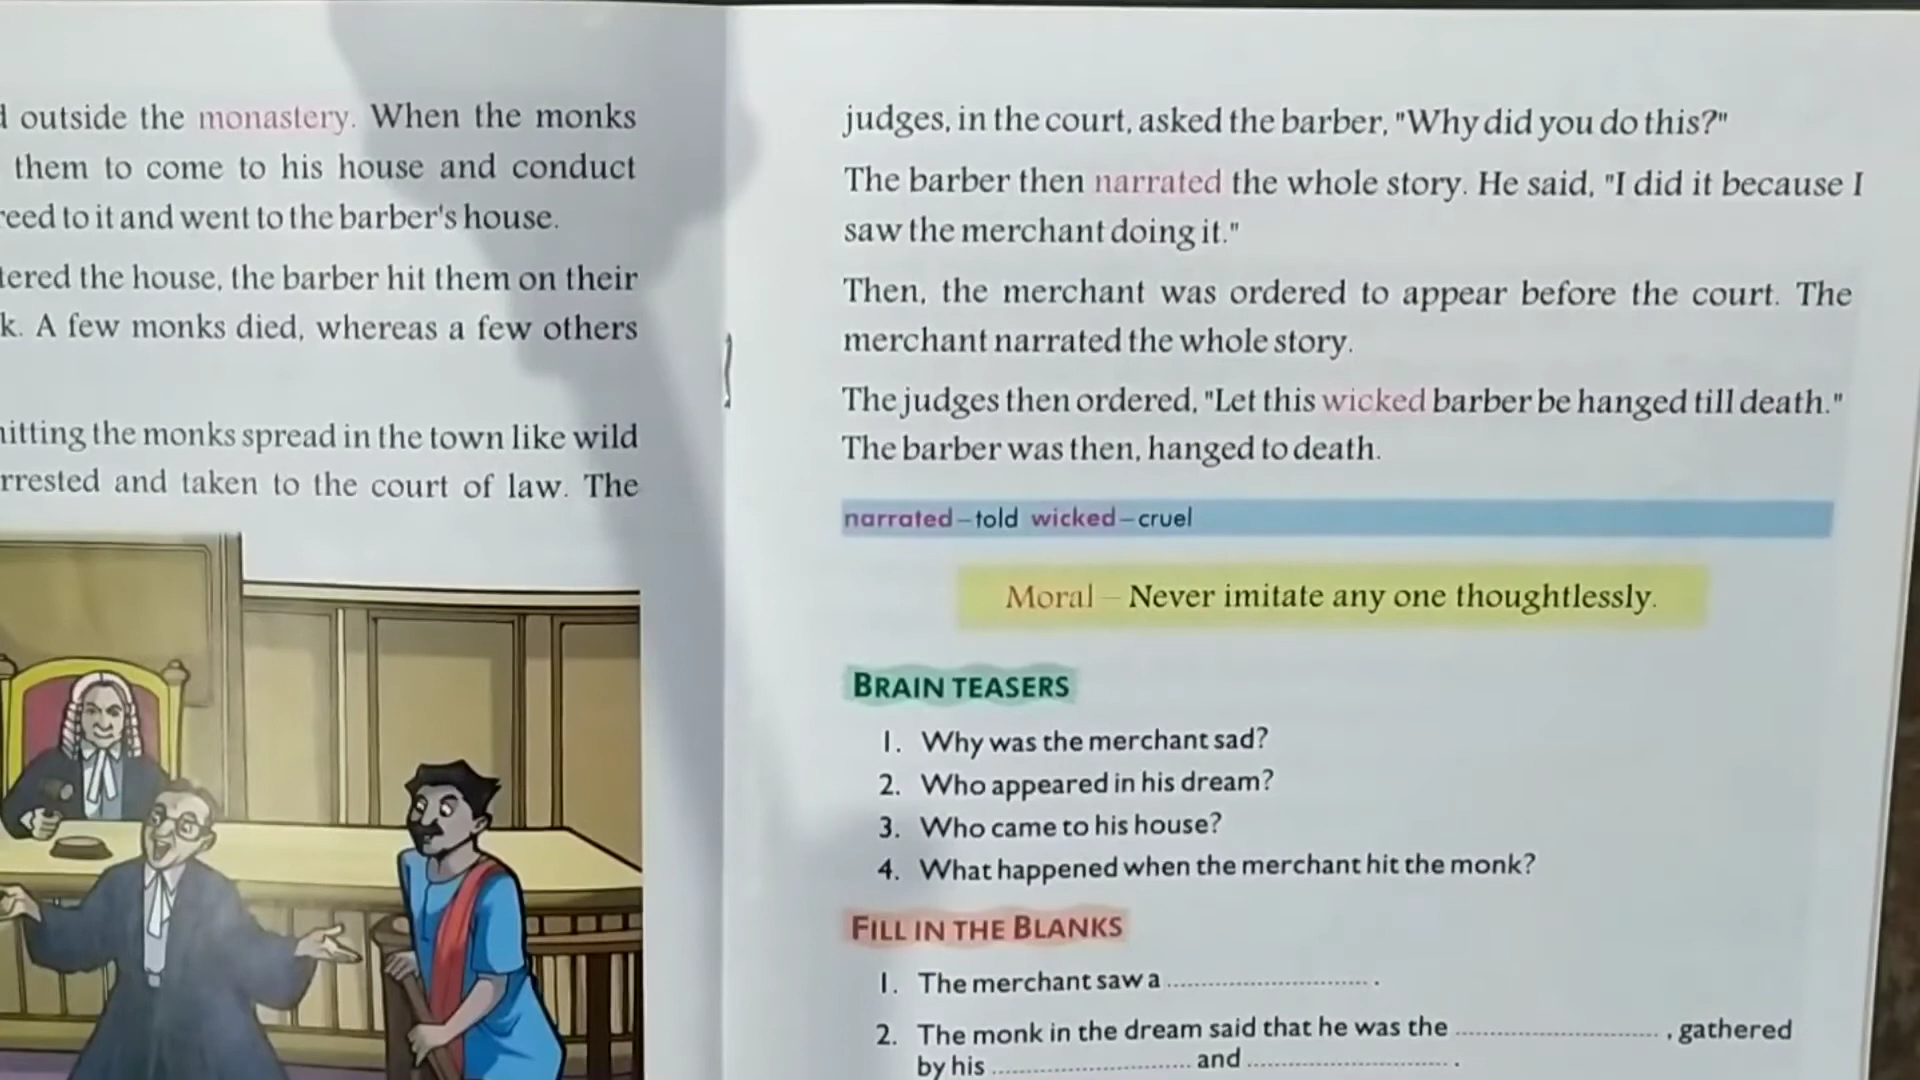 outside the monastery. When the monks
them to come to his house and conduct
to it and went to the barber's house.
the house, the barber hit them on their
A few monks died, whereas a few others
the monks spread in the town like wild
and taken to the court of law. The
judges, in the court, asked the barber, "Why did you do this?"
The barber then narrated the whole story. He said, "I did it because I
saw the merchant doing it."
Then, the merchant was ordered to appear before the court. The
merchant narrated the whole story.
The judges then ordered, "Let this wicked barber be hanged till death."
The barber was then, hanged to death.
narrated – told wicked – cruel
Moral – Never imitate any one thoughtlessly.
BRAIN TEASERS
1. Why was the merchant sad?
2. Who appeared in his dream?
3. Who came to his house?
4. What happened when the merchant hit the monk?
FILL IN THE BLANKS
1. The merchant saw a .................................... .
2. The monk in the dream said that he was the .................................... , gathered
by his .................................... and .................................... .